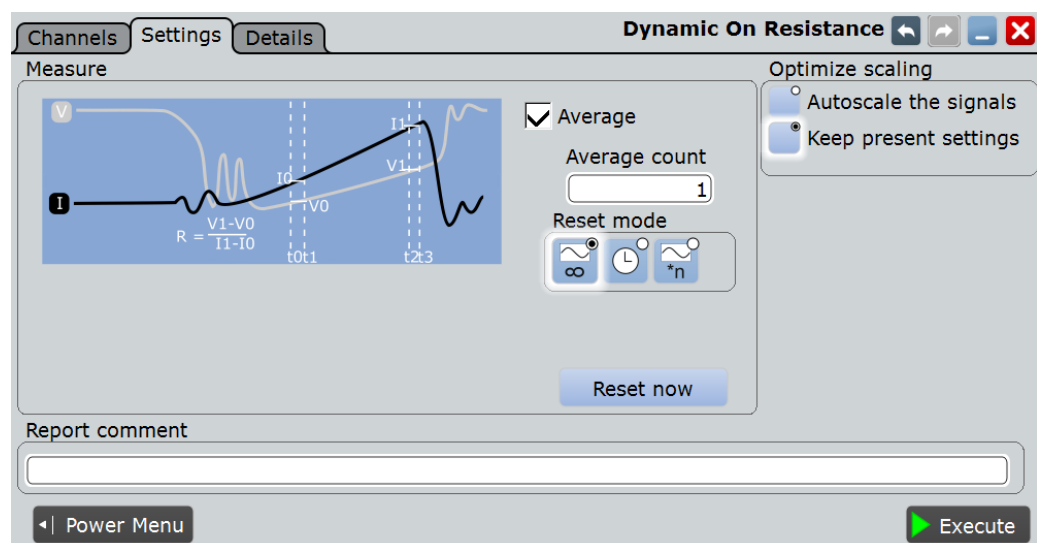 Channels Settings Details Dynamic On Resistance
Measure
V
I
I1
V1
I0
V0
R = V1-V0
I1-I0
t0t1
t2t3
Average
Average count
1
Reset mode
∞
*n
Reset now
Optimize scaling
Autoscale the signals
Keep present settings
Report comment
Power Menu
Execute